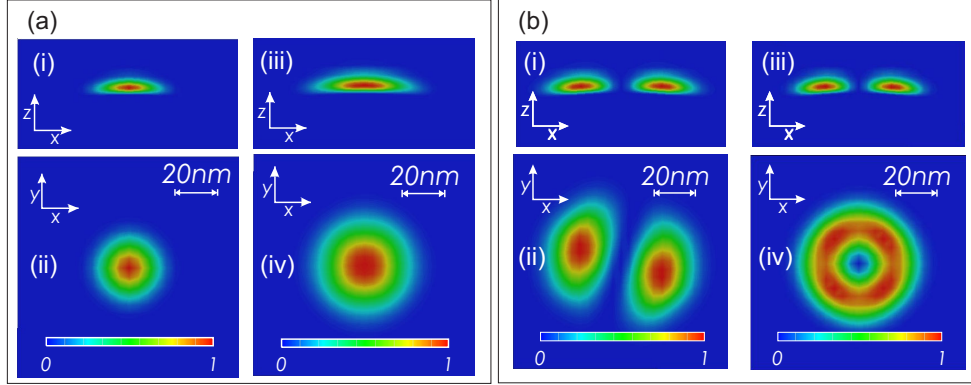 (a)
(i)
z
x
(iii)
z
x
y
x
20nm
(ii)
0
1
y
x
20nm
(iv)
0
1
(b)
(i)
z
x
(iii)
z
x
y
x
20nm
(ii)
0
1
y
x
20nm
(iv)
0
1